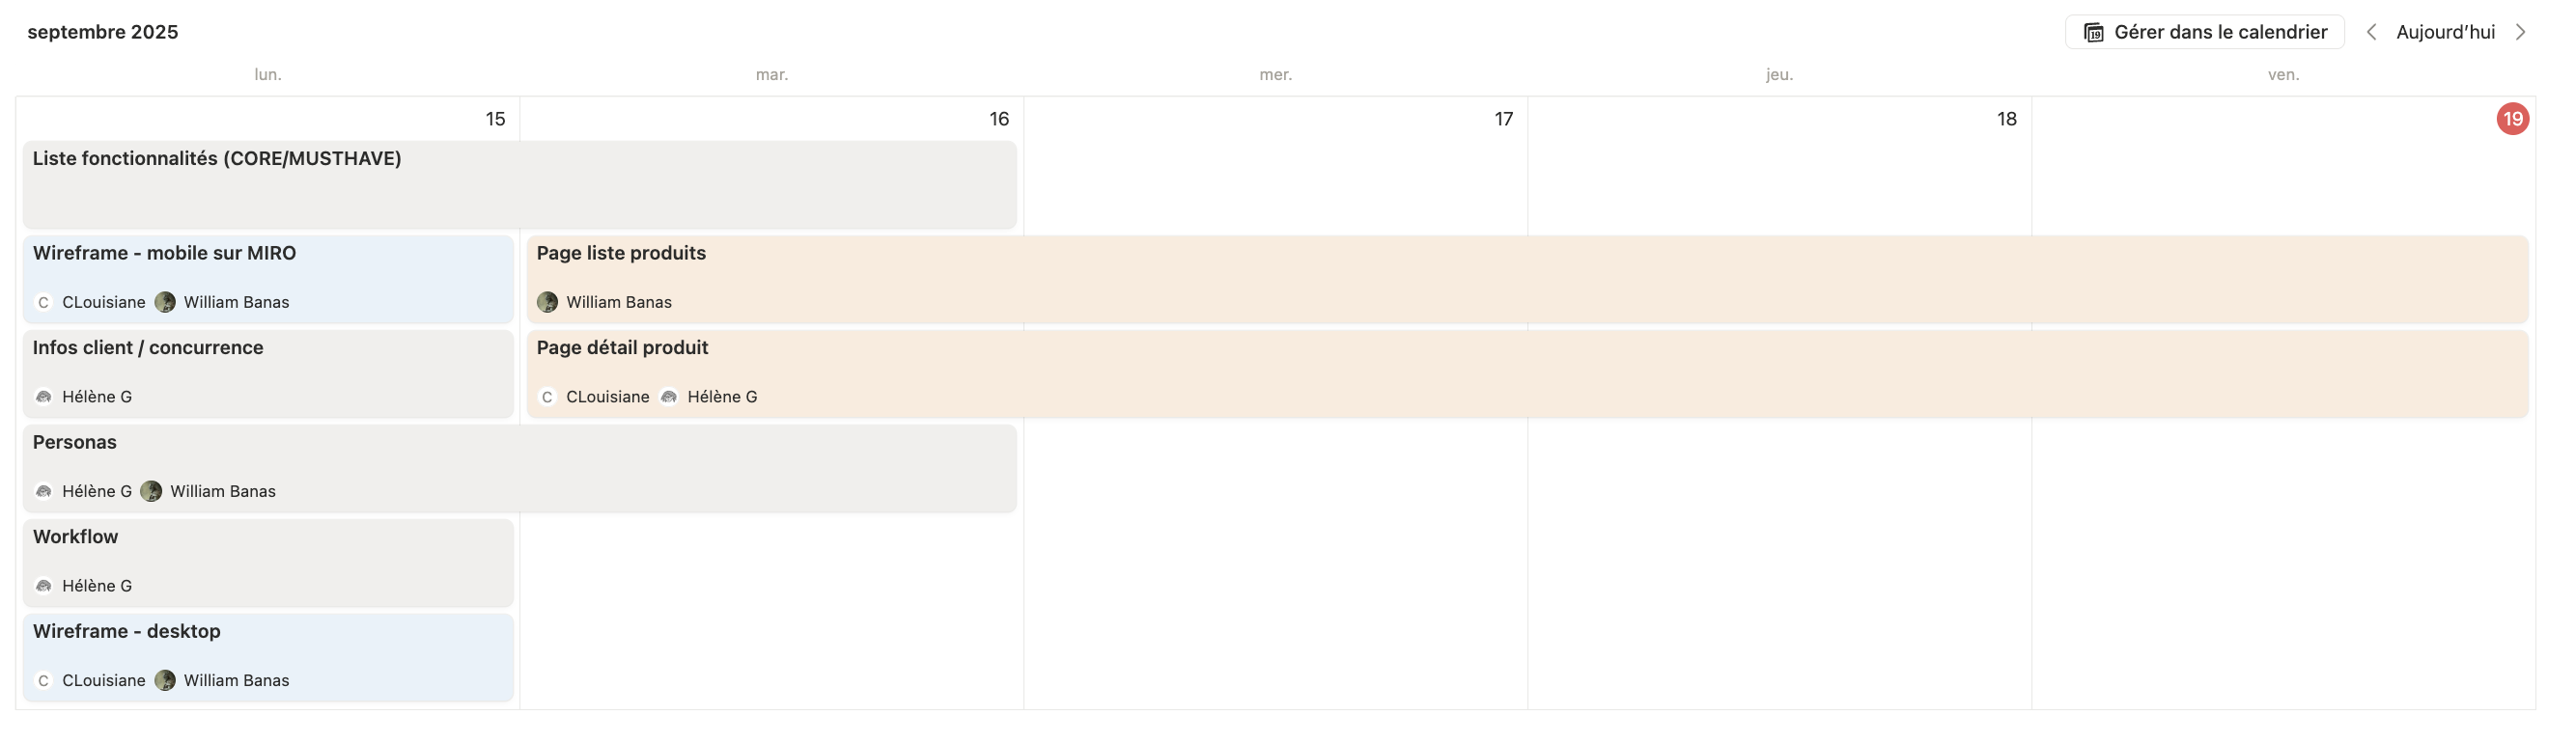 septembre 2025
19 Gérer dans le calendrier
Aujourd’hui
lun. mar. mer. jeu. ven.
15 16 17 18 19
Liste fonctionnalités (CORE/MUSTHAVE)
Wireframe - mobile sur MIRO
C CLouisiane William Banas
Page liste produits
William Banas
Infos client / concurrence
Hélène G
Page détail produit
C CLouisiane Hélène G
Personas
Hélène G William Banas
Workflow
Hélène G
Wireframe - desktop
C CLouisiane William Banas